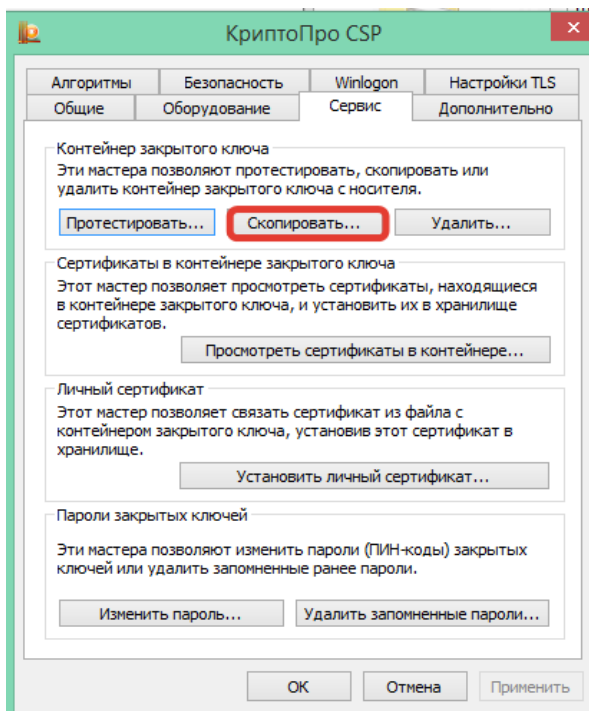 КриптоПро CSP
Алгоритмы Безопасность Winlogon Настройки TLS
Общие Оборудование Сервис Дополнительно
Контейнер закрытого ключа
Эти мастера позволяют протестировать, скопировать или
удалить контейнер закрытого ключа с носителя.
Протестировать... Скопировать... Удалить...
Сертификаты в контейнере закрытого ключа
Этот мастер позволяет просмотреть сертификаты, находящиеся
в контейнере закрытого ключа, и установить их в хранилище
сертификатов.
Просмотреть сертификаты в контейнере...
Личный сертификат
Этот мастер позволяет связать сертификат из файла с
контейнером закрытого ключа, установив этот сертификат в
хранилище.
Установить личный сертификат...
Пароли закрытых ключей
Эти мастера позволяют изменить пароли (ПИН-коды) закрытых
ключей или удалить запомненные ранее пароли.
Изменить пароль... Удалить запомненные пароли...
ОК Отмена Применить